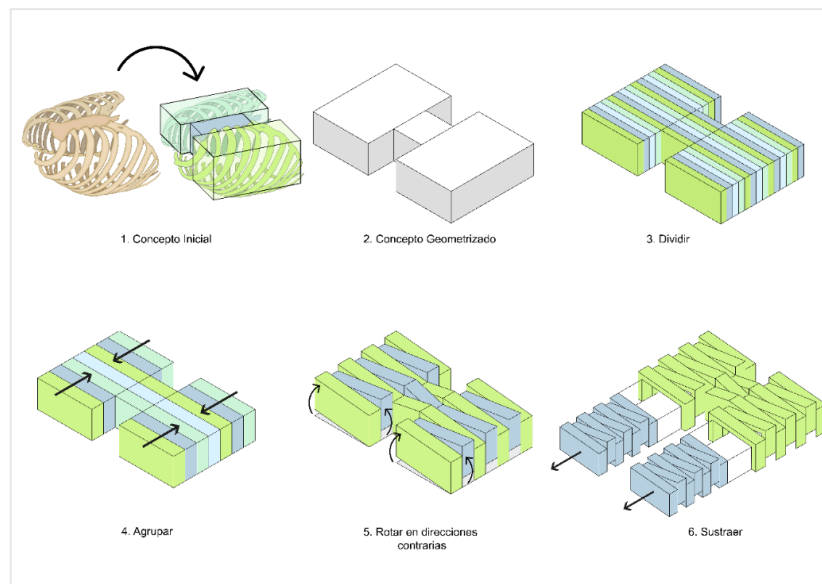 1. Concepto Inicial
2. Concepto Geometrizado
3. Dividir
4. Agrupar
5. Rotar en direcciones
contrarias
6. Sustraer